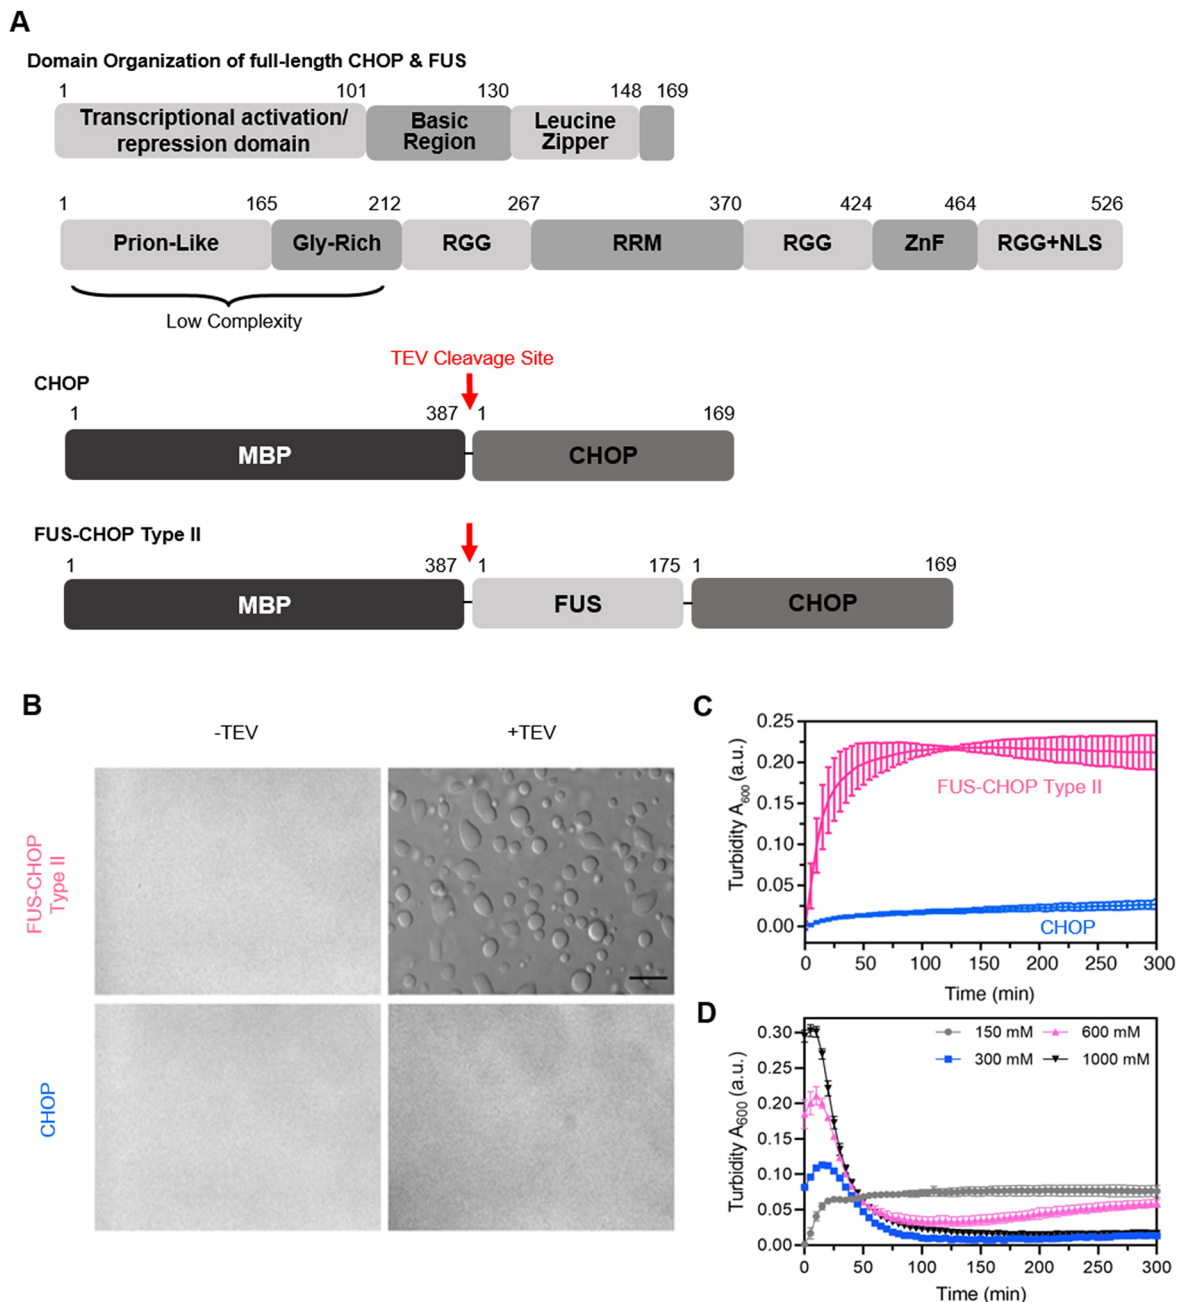 A
Domain Organization of full-length CHOP & FUS
1 101 130 148 169
Transcriptional activation/
repression domain
Basic
Region
Leucine
Zipper
1 165 212 267 370 424 464 526
Prion-Like Gly-Rich RGG RRM RGG ZnF RGG+NLS
Low Complexity
TEV Cleavage Site
CHOP
1 387 1 169
MBP CHOP
FUS-CHOP Type II
1 387 1 175 1 169
MBP FUS CHOP
B
-TEV +TEV
FUS-CHOP
Type II
CHOP
C
Turbidity A600 (a.u.)
0.25
0.20
0.15
0.10
0.05
0.00
FUS-CHOP Type II
CHOP
0 50 100 150 200 250 300
Time (min)
D
Turbidity A600 (a.u.)
0.30
0.25
0.20
0.15
0.10
0.05
0.00
150 mM 600 mM
300 mM 1000 mM
0 50 100 150 200 250 300
Time (min)